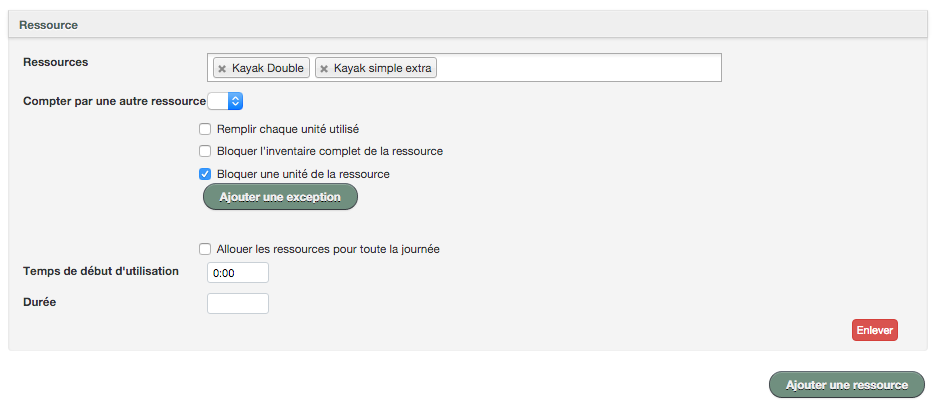 Ressource
Ressources
Kayak Double
Kayak simple extra
Compter par une autre ressource
Remplir chaque unité utilisé
Bloquer l'inventaire complet de la ressource
Bloquer une unité de la ressource
Ajouter une exception
Allouer les ressources pour toute la journée
Temps de début d'utilisation
0:00
Durée
Enlever
Ajouter une ressource